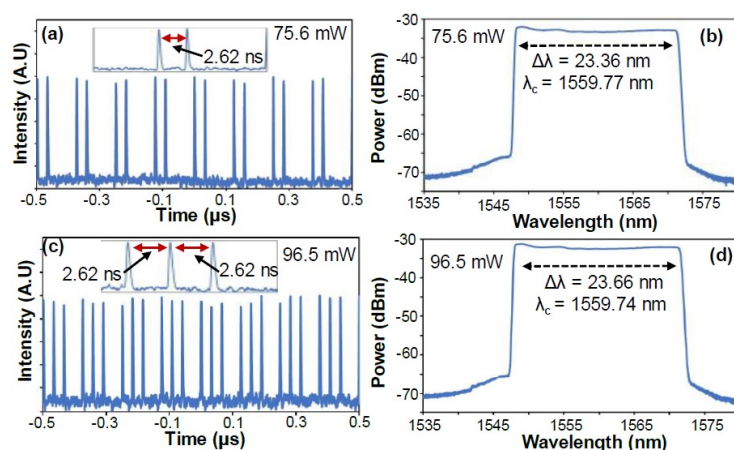 (a)
75.6 mW
2.62 ns
Intensity (A.U)
-0.5 -0.3 -0.1 0.1 0.3 0.5
Time (μs)
75.6 mW
(b)
-30
-40
-50
-60
-70
Power (dBm)
Δλ = 23.36 nm
λc = 1559.77 nm
1535 1545 1555 1565 1575
Wavelength (nm)
(c)
96.5 mW
2.62 ns
2.62 ns
Intensity (A.U)
-0.5 -0.3 -0.1 0.1 0.3 0.5
Time (μs)
96.5 mW
(d)
-30
-40
-50
-60
-70
Power (dBm)
Δλ = 23.66 nm
λc = 1559.74 nm
1535 1545 1555 1565 1575
Wavelength (nm)